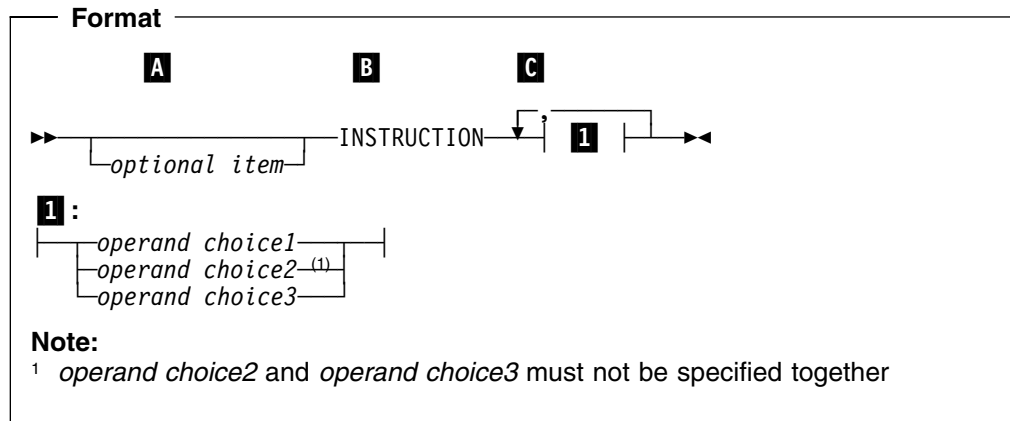 Format
A B C
,
INSTRUCTION 1
optional item
1 :
operand choice1
operand choice2 (1)
operand choice3
Note:
1 operand choice2 and operand choice3 must not be specified together